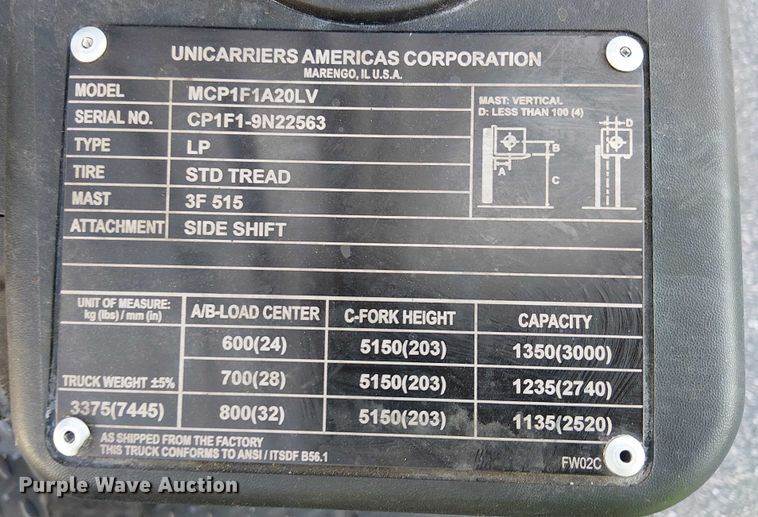 UNICARRIERS AMERICAS CORPORATION
MARENGO, IL U.S.A.
MODEL MCP1F1A20LV
SERIAL NO. CP1F1-9N22563
TYPE LP
TIRE STD TREAD
MAST 3F 515
ATTACHMENT SIDE SHIFT
MAST: VERTICAL
D: LESS THAN 100 (4)
D
B
A
C
UNIT OF MEASURE:
kg (lbs) / mm (in)
A/B-LOAD CENTER C-FORK HEIGHT CAPACITY
600(24) 5150(203) 1350(3000)
700(28) 5150(203) 1235(2740)
TRUCK WEIGHT ±5%
3375(7445) 800(32) 5150(203) 1135(2520)
AS SHIPPED FROM THE FACTORY
THIS TRUCK CONFORMS TO ANSI / ITSDF B56.1
FW02C
Purple Wave Auction